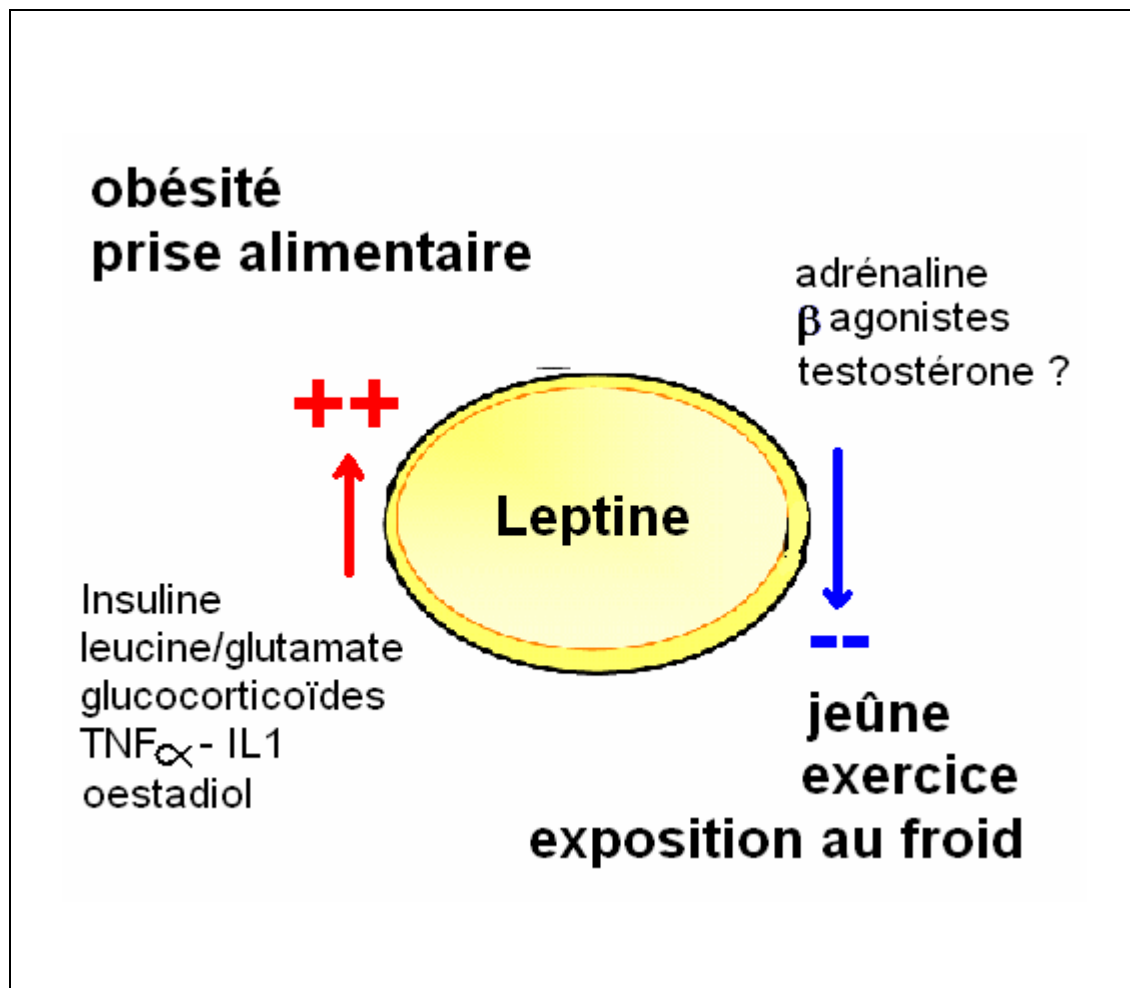 obésité
prise alimentaire
adrénaline
β agonistes
testostérone ?
++
Leptine
Insuline
leucine/glutamate
glucocorticoïdes
TNFα - IL1
oestadiol
--
jeûne
exercice
exposition au froid